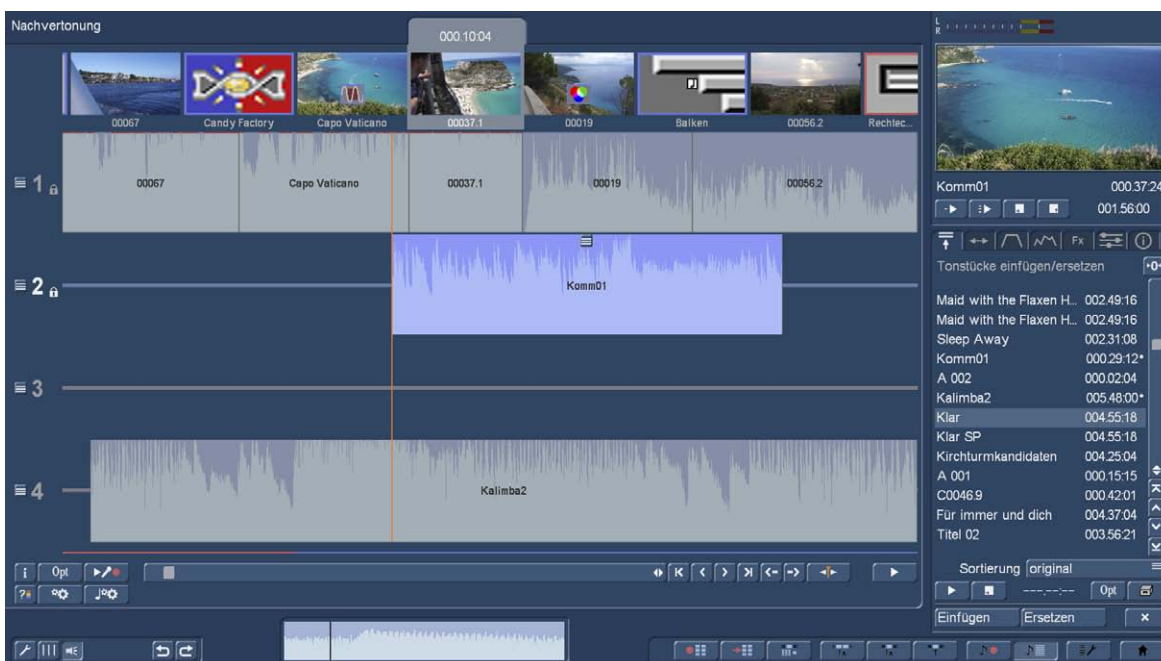 Nachvertonung
000.10:04
00067
Candy Factory
Capo Vaticano
00037.1
00019
Balken
00056.2
Rechtec...
1
00067
Capo Vaticano
00037.1
00019
00056.2
2
Komm01
3
4
Kalimba2
i
Opt
L
R
Komm01 000.37:24
001.56:00
Fx
Tonstücke einfügen/ersetzen
Maid with the Flaxen H... 002.49:16
Maid with the Flaxen H... 002.49:16
Sleep Away 002.31:08
Komm01 000.29:12*
A 002 000.02:04
Kalimba2 005.48:00*
Klar 004.55:18
Klar SP 004.55:18
Kirchturmkandidaten 004.25:04
A 001 000.15:15
C0046.9 000.42:01
Für immer und dich 004.37:04
Titel 02 003.56:21
Sortierung original
---.--:-- Opt
Einfügen Ersetzen